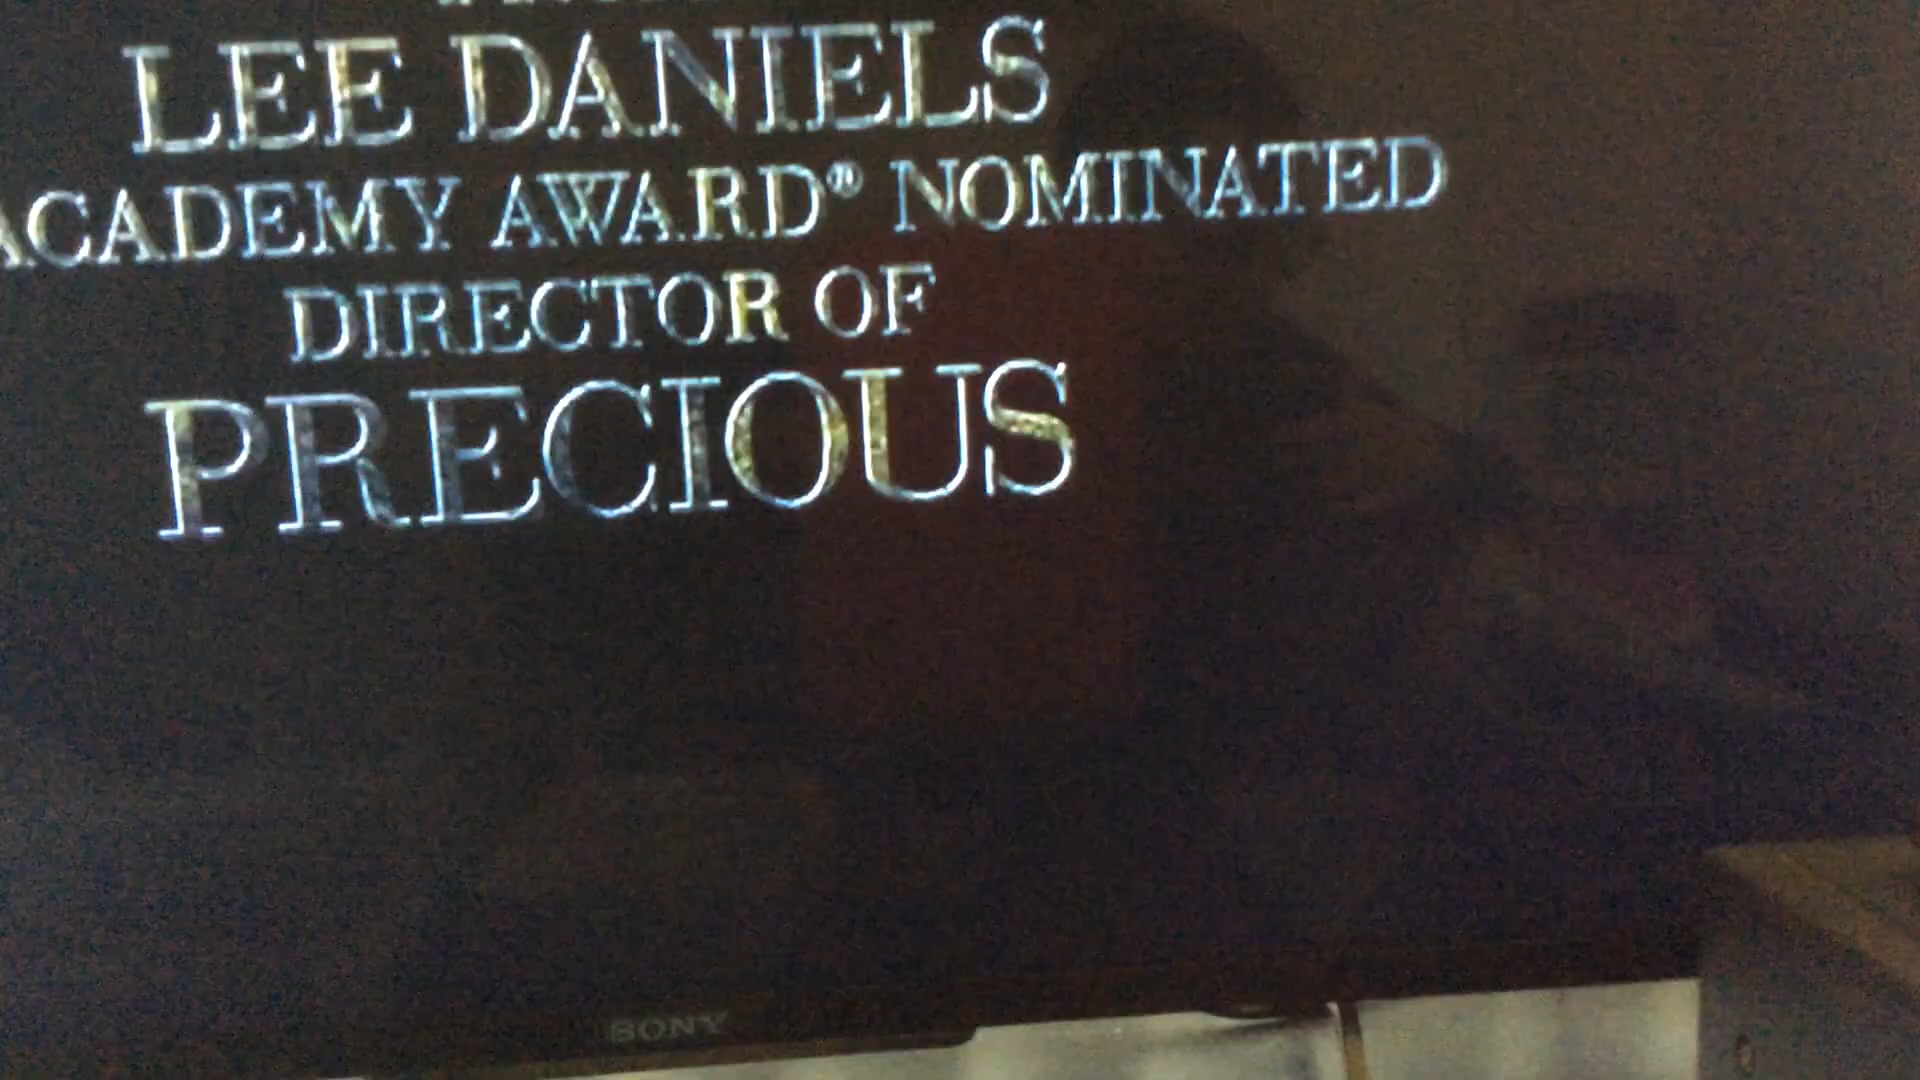 LEE DANIELS
ACADEMY AWARD® NOMINATED
DIRECTOR OF
PRECIOUS
SONY